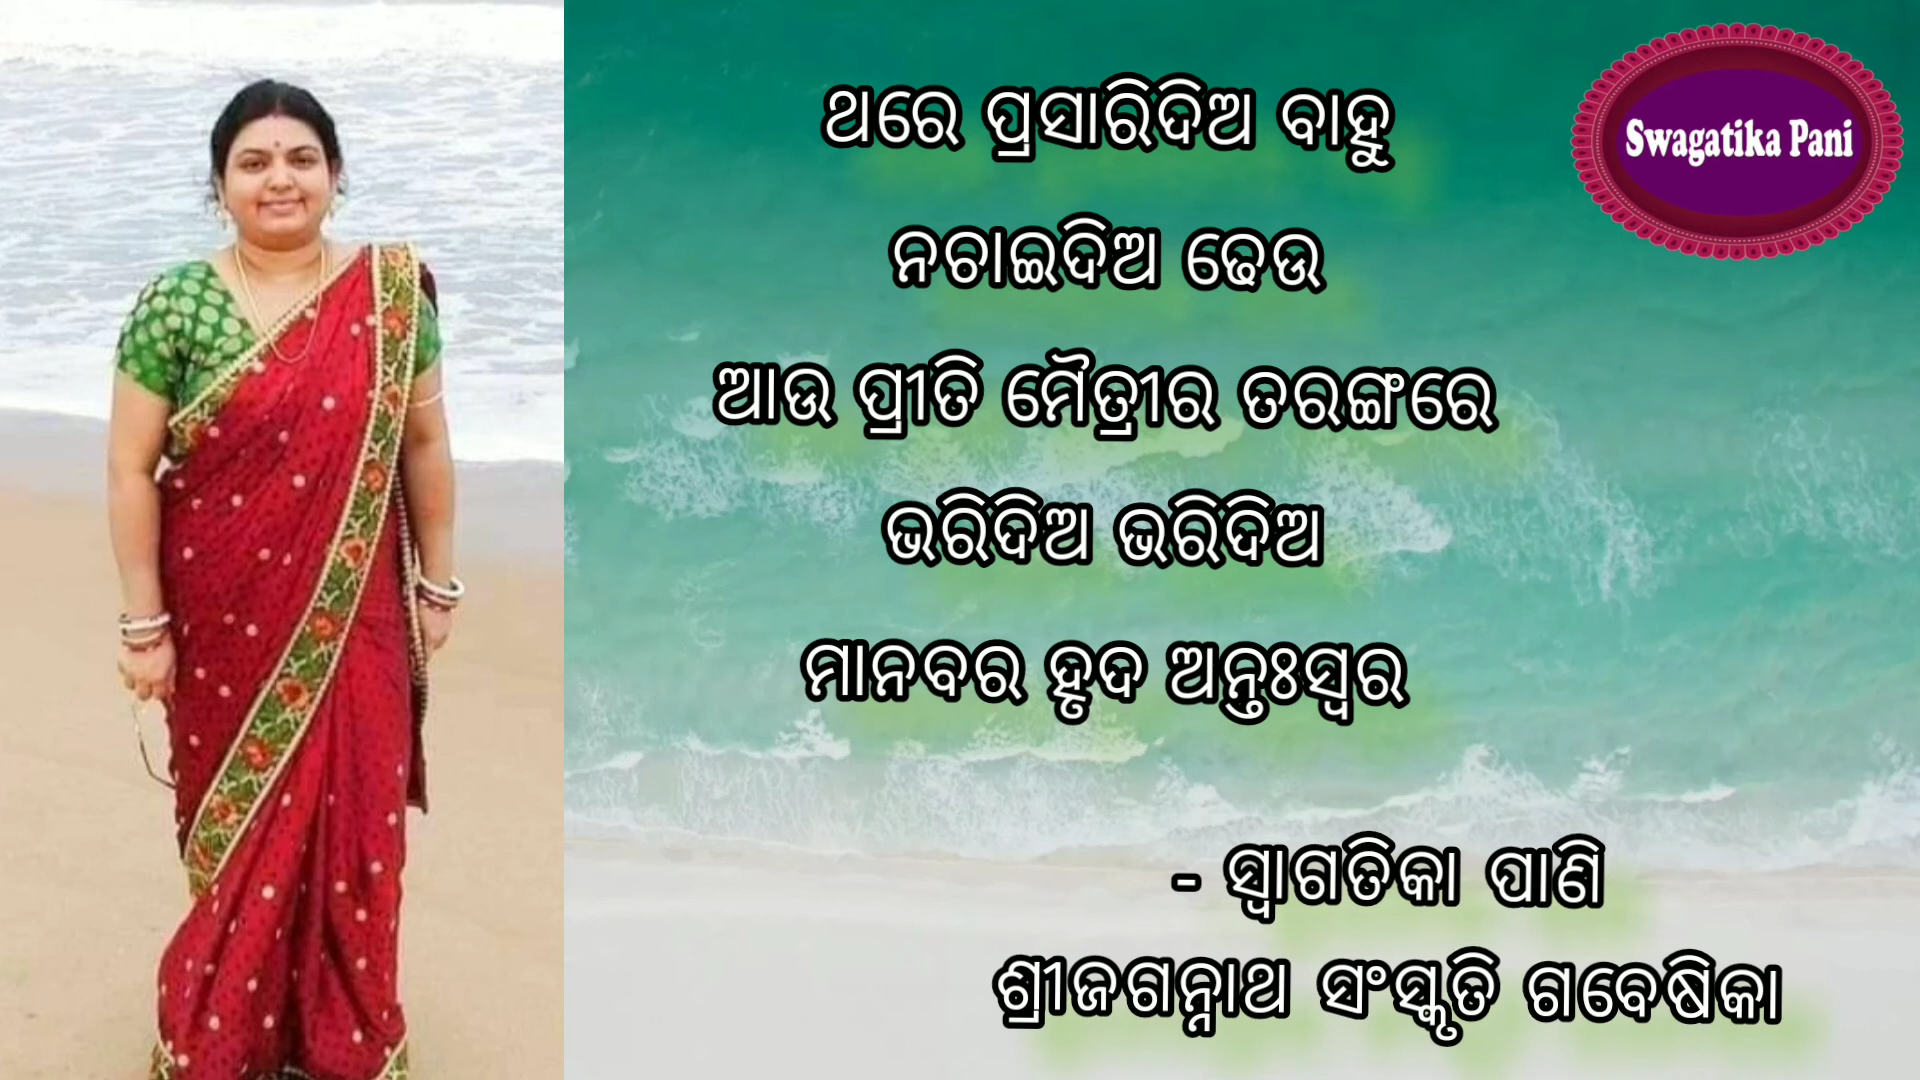 Swagatika Pani
ଥରେ ପ୍ରସାରିଦିଅ ବାହୁ
ନଚାଇଦିଅ ଢେଉ
ଆଉ ପ୍ରୀତି ମୈତ୍ରୀର ତରଙ୍ଗରେ
ଭରିଦିଅ ଭରିଦିଅ
ମାନବର ହୃଦ ଅନ୍ତଃସ୍ୱର
- ସ୍ୱାଗତିକା ପାଣି
ଶ୍ରୀଜଗନ୍ନାଥ ସଂସ୍କୃତି ଗବେଷିକା